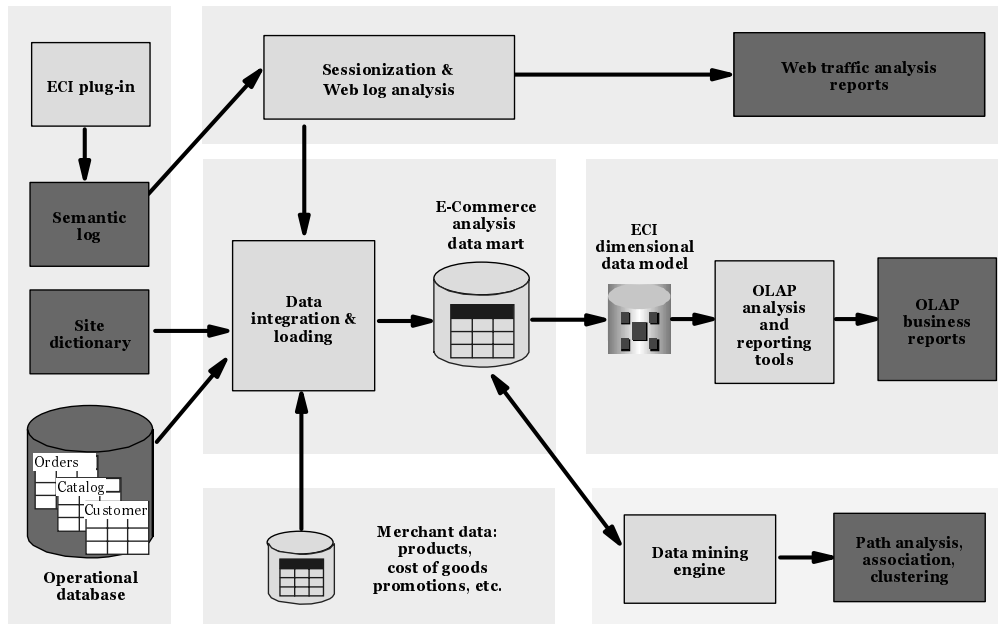 ECI plug-in
Semantic
log
Site
dictionary
Orders
Catalog
Customer
Operational
database
Sessionization &
Web log analysis
Web traffic analysis
reports
Data
integration &
loading
E-Commerce
analysis
data mart
ECI
dimensional
data model
OLAP
analysis
and
reporting
tools
OLAP
business
reports
Merchant data:
products,
cost of goods
promotions, etc.
Data mining
engine
Path analysis,
association,
clustering